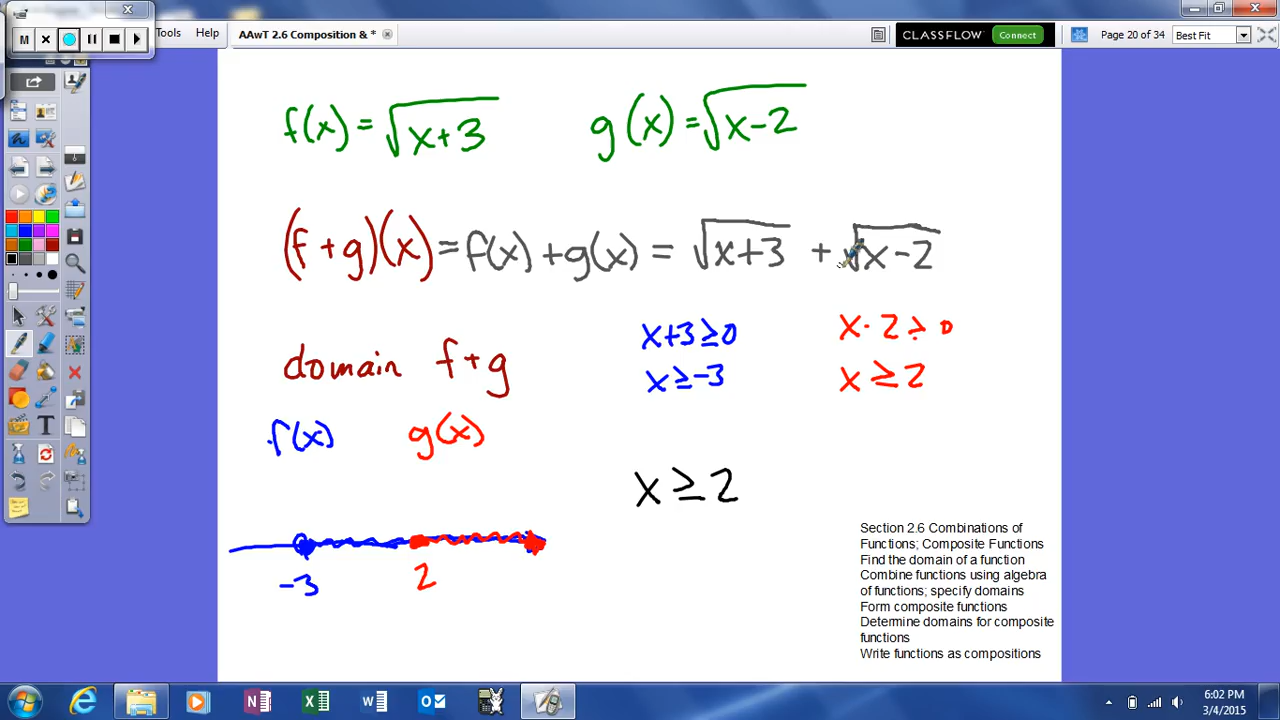 M
Tools Help AAwT 2.6 Composition & * CLASSFLOW Connect Page 20 of 34 Best Fit
f(x) = √x+3 g(x) = √x-2
(f+g)(x) = f(x) + g(x) = √x+3 + √x-2
x+3≥0 x-2≥0
domain f+g x≥-3 x≥2
f(x) g(x)
x≥2
-3 2
Section 2.6 Combinations of
Functions; Composite Functions
Find the domain of a function
Combine functions using algebra
of functions; specify domains
Form composite functions
Determine domains for composite
functions
Write functions as compositions
6:02 PM
3/4/2015